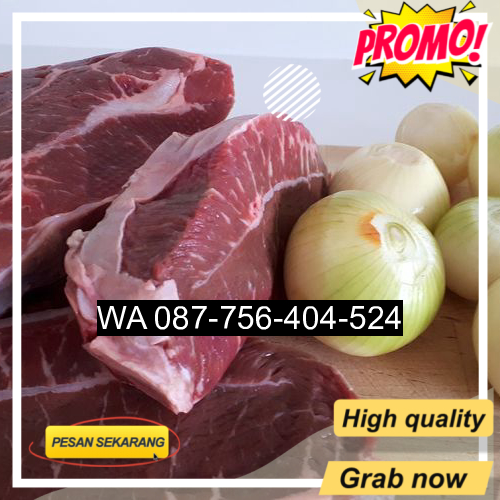 PROMO!
WA 087-756-404-524
High quality
PESAN SEKARANG
Grab now